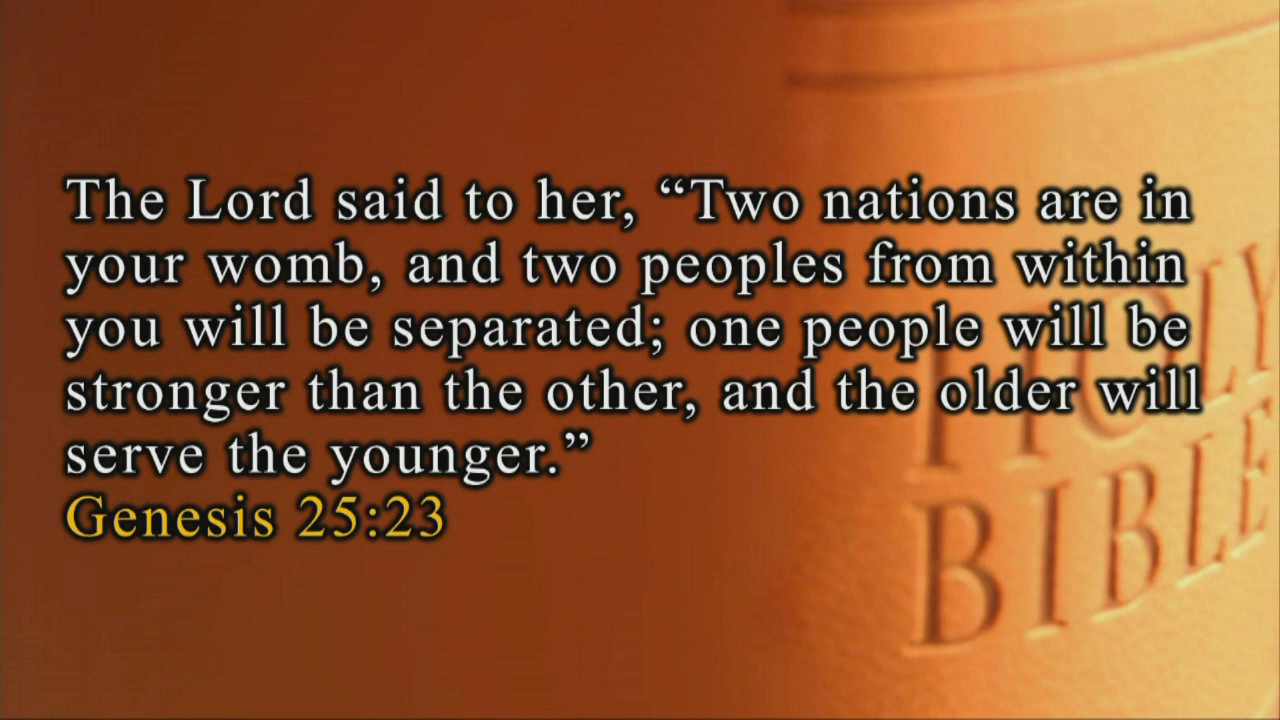 The Lord said to her, “Two nations are in
your womb, and two peoples from within
you will be separated; one people will be
stronger than the other, and the older will
serve the younger.”
Genesis 25:23
HOLY
BIBLE